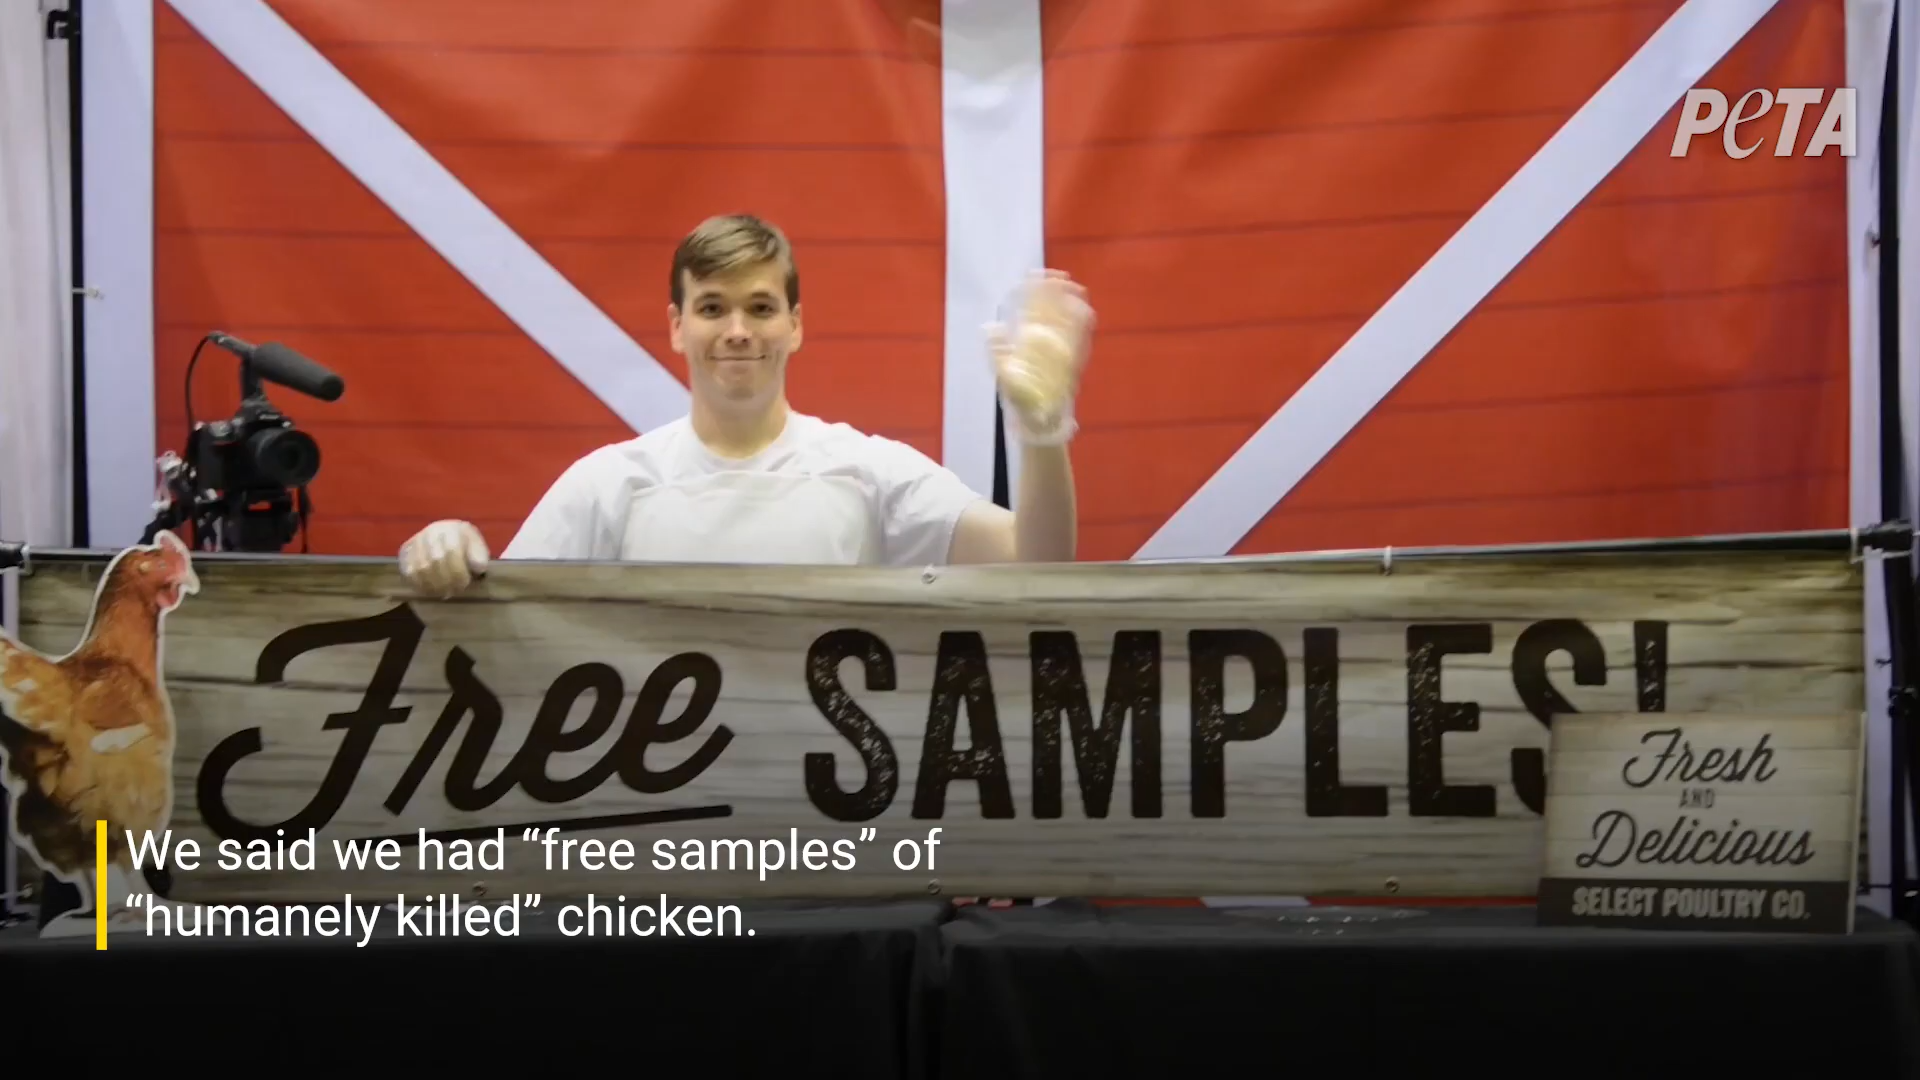 PeTA
Free SAMPLES!
Fresh
AND
Delicious
SELECT POULTRY CO.
We said we had “free samples” of
“humanely killed” chicken.